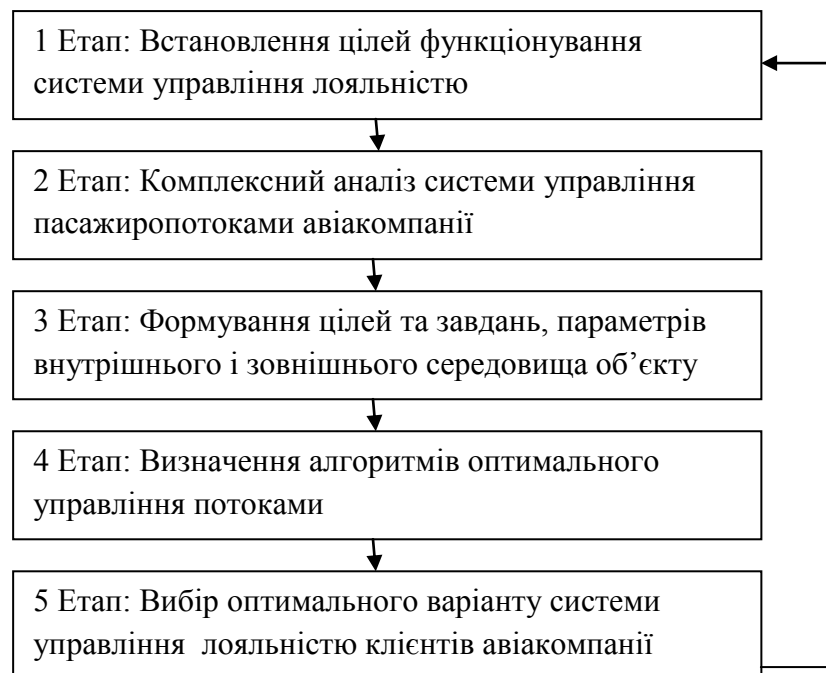 1 Етап: Встановлення цілей функціонування
системи управління лояльністю
2 Етап: Комплексний аналіз системи управління
пасажиропотоками авіакомпанії
3 Етап: Формування цілей та завдань, параметрів
внутрішнього і зовнішнього середовища об’єкту
4 Етап: Визначення алгоритмів оптимального
управління потоками
5 Етап: Вибір оптимального варіанту системи
управління  лояльністю клієнтів авіакомпанії